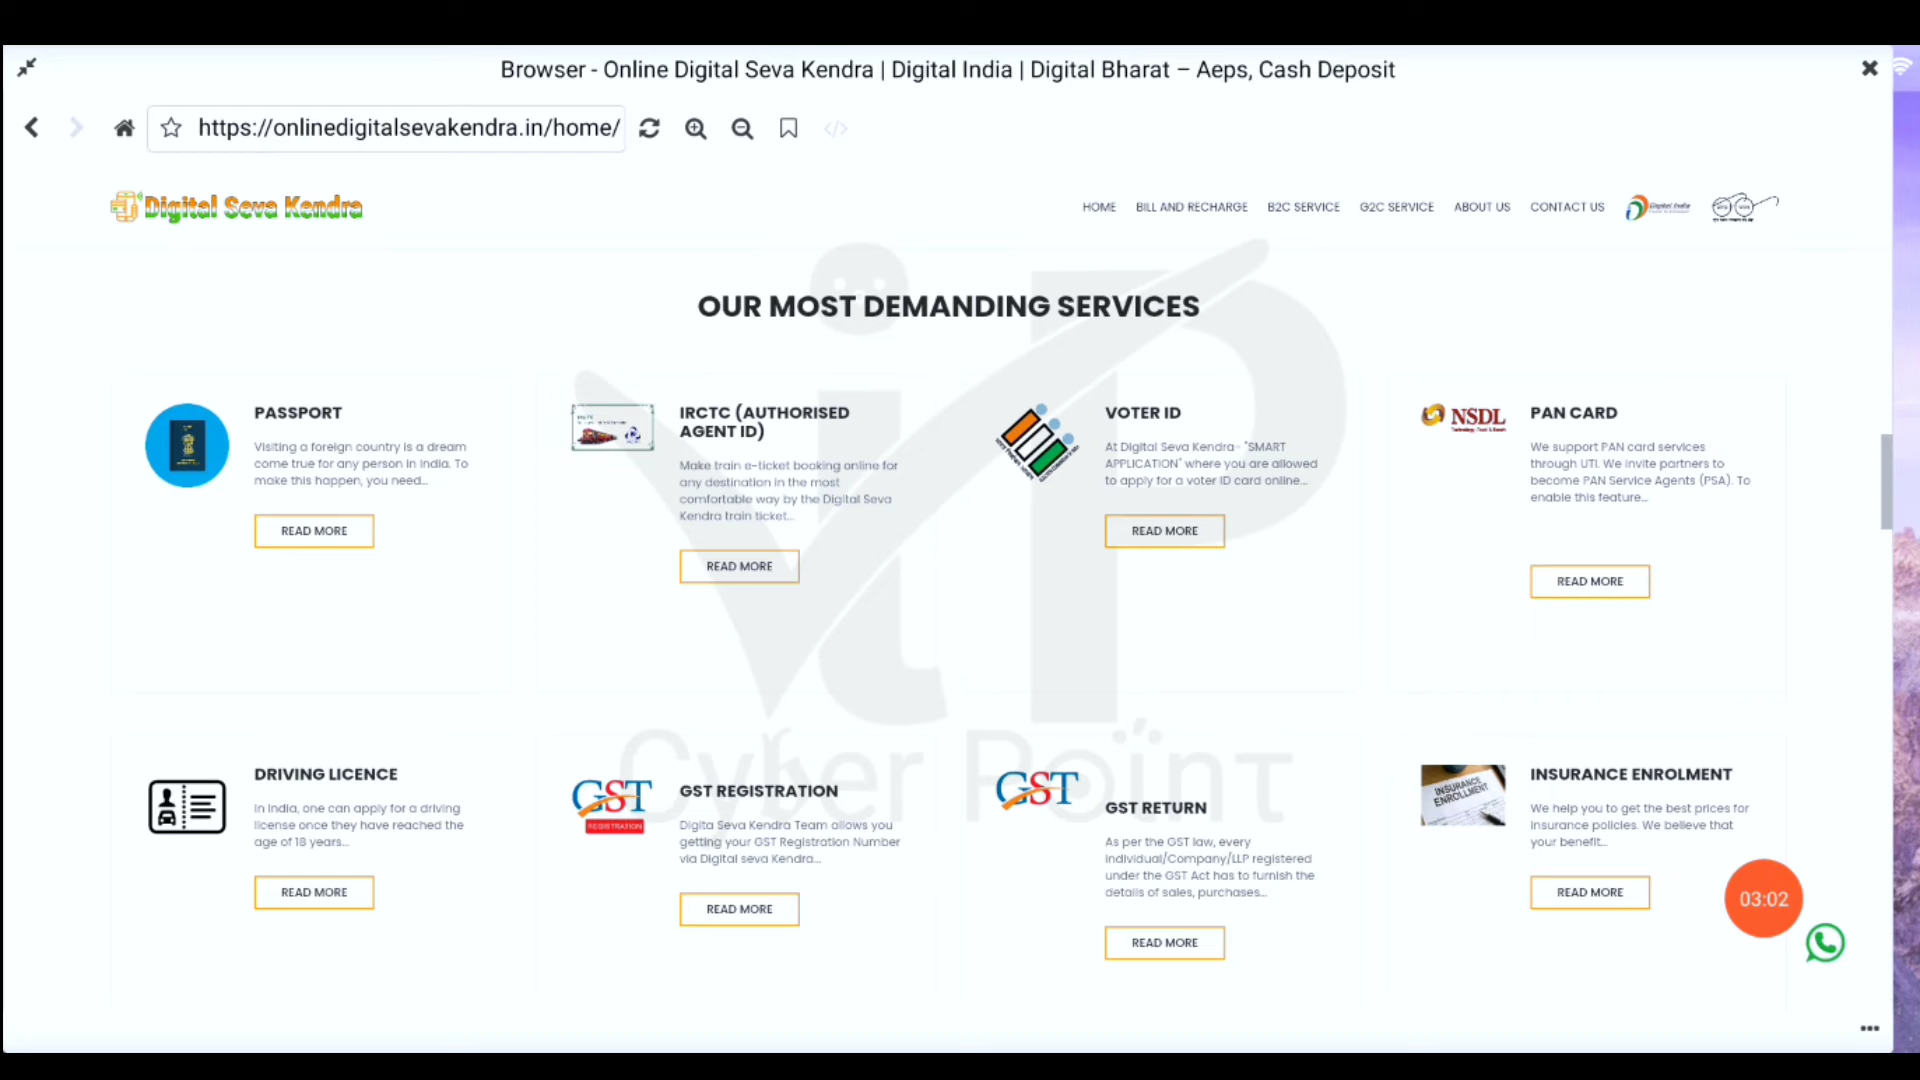 Browser - Online Digital Seva Kendra | Digital India | Digital Bharat – Aeps, Cash Deposit
https://onlinedigitalsevakendra.in/home/
Digital Seva Kendra
HOME BILL AND RECHARGE B2C SERVICE G2C SERVICE ABOUT US CONTACT US Digital India
OUR MOST DEMANDING SERVICES
PASSPORT
Visiting a foreign country is a dream
come true for any person in India. To
make this happen, you need...
READ MORE
IRCTC (AUTHORISED
AGENT ID)
Make train e-ticket booking online for
any destination in the most
comfortable way by the Digital Seva
Kendra train ticket...
READ MORE
VOTER ID
At Digital Seva Kendra- "SMART
APPLICATION" where you are allowed
to apply for a voter ID card online...
READ MORE
NSDL
PAN CARD
We support PAN card services
through UTI. We invite partners to
become PAN Service Agents (PSA). To
enable this feature...
READ MORE
DRIVING LICENCE
In India, one can apply for a driving
license once they have reached the
age of 18 years...
READ MORE
GST
REGISTRATION
GST REGISTRATION
Digita Seva Kendra Team allows you
getting your GST Registration Number
via Digital seva Kendra...
READ MORE
GST
GST RETURN
As per the GST law, every
individual/Company/LLP registered
under the GST Act has to furnish the
details of sales, purchases...
READ MORE
INSURANCE
ENROLLMENT
INSURANCE ENROLMENT
We help you to get the best prices for
insurance policies. We believe that
your benefit...
READ MORE
03:02
ViP
Cyber Point